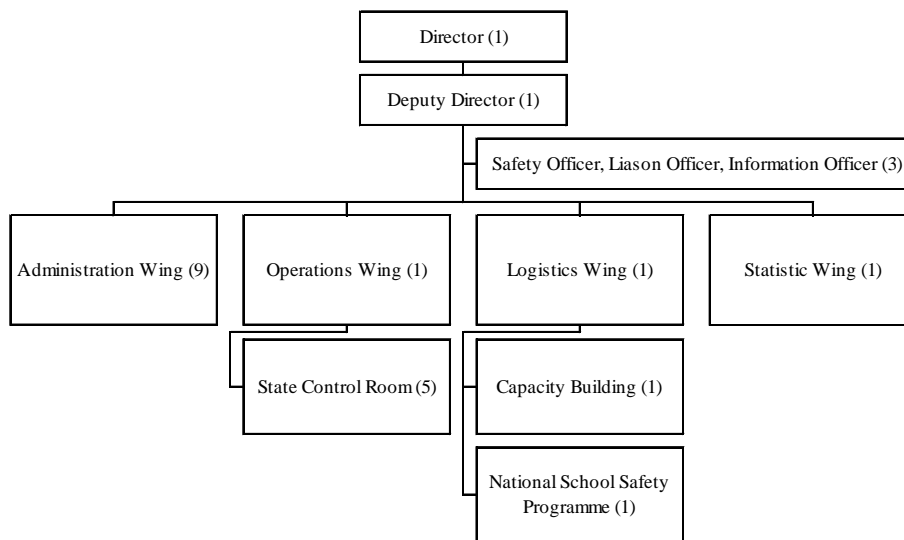 Director (1)
Deputy Director (1)
Safety Officer, Liason Officer, Information Officer (3)
Administration Wing (9)
Operations Wing (1)
Logistics Wing (1)
Statistic Wing (1)
State Control Room (5)
Capacity Building (1)
National School Safety
Programme (1)